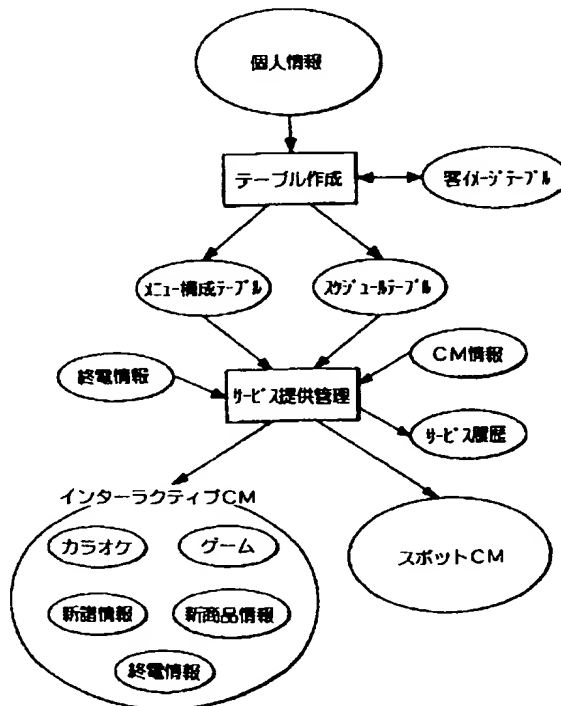 個人情報
テーブル作成
客イメージテーブル
メニュー構成テーブル
スケジュールテーブル
終電情報
CM情報
サービス提供管理
サービス履歴
インターラクティブCM
カラオケ
ゲーム
スポットCM
新譜情報
新商品情報
終電情報